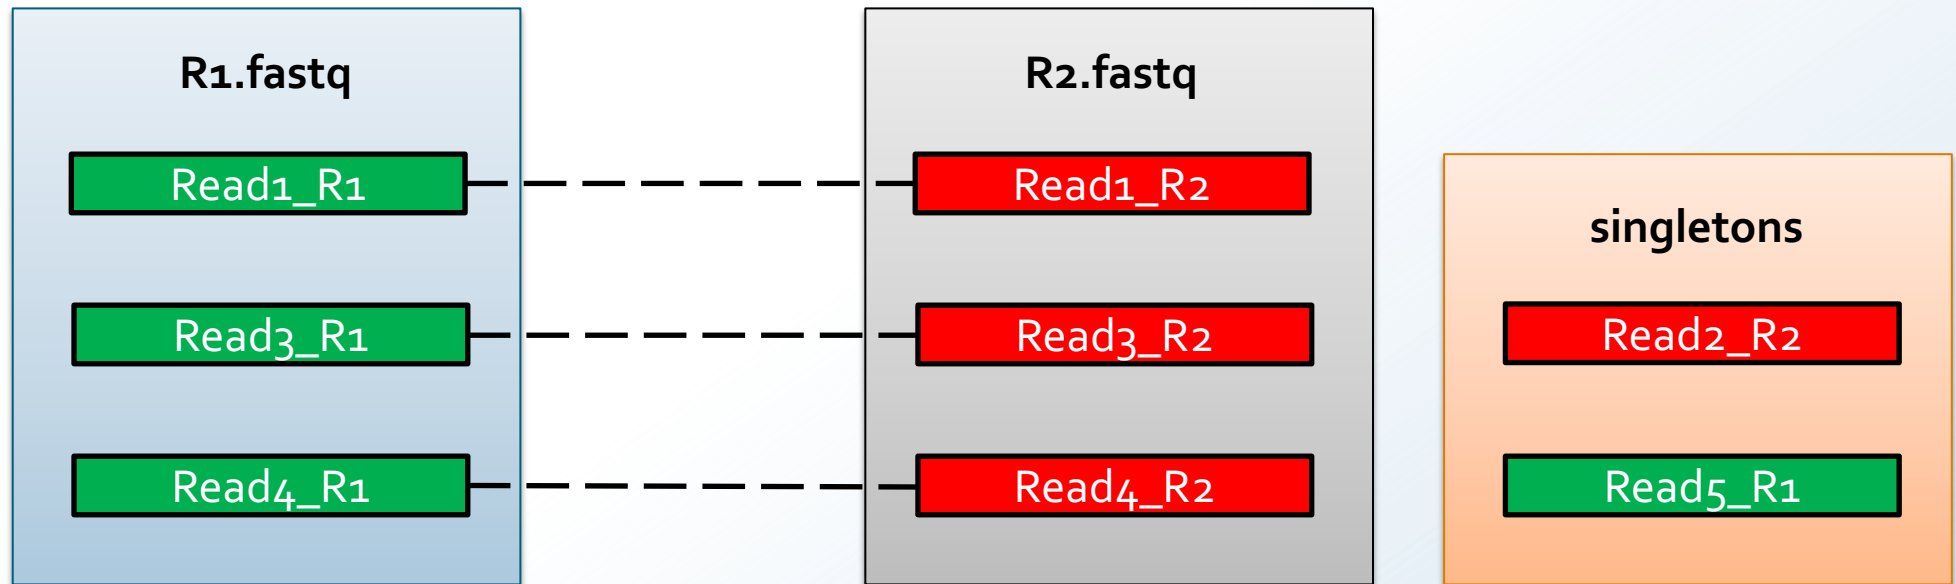 R1.fastq
Read1_R1
Read3_R1
Read4_R1
R2.fastq
Read1_R2
Read3_R2
Read4_R2
singletons
Read2_R2
Read5_R1